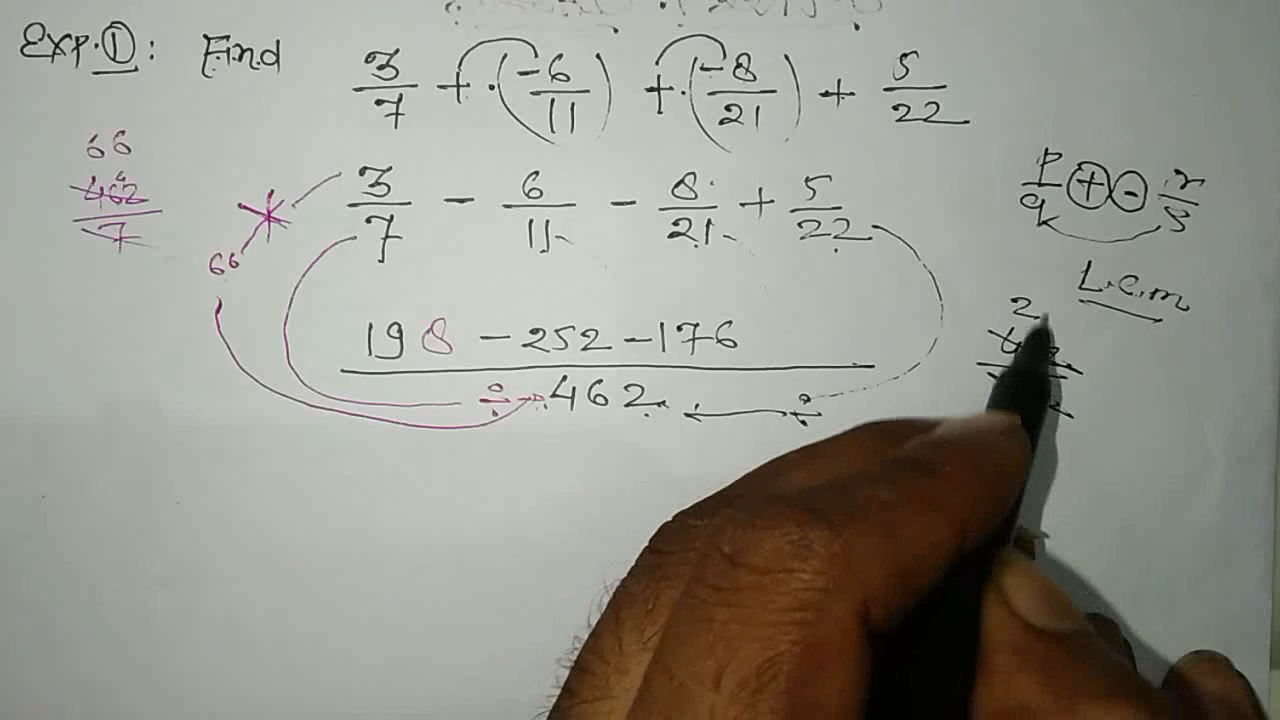 Exp.①: Find 3/7 + (-6/11) + (-8/21) + 5/22
66
462/7
3/7 - 6/11 - 8/21 + 5/22
p/q + - r/s
66
L.c.m
2
198 - 252 - 176
÷ 462 ÷